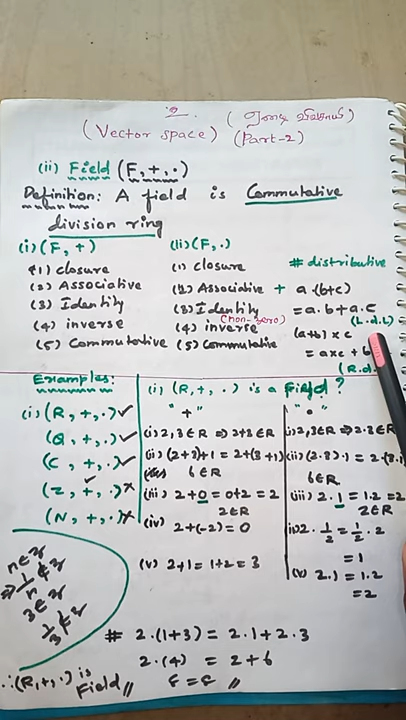 2. (ஏரடி வீரமாய்)
(Vector space) (Part-2)
(ii) Field (F, +, ·)
Definition: A field is Commutative
division ring
(i) (F, +)
(1) closure
(2) Associative
(3) Identity
(4) inverse
(5) Commutative
(ii) (F, ·)
(1) closure
(2) Associative
(3) Identity
(non-zero)
(4) inverse
(5) Commutative
# distributive
+ a·(b+c)
= a.b+a.c
(L.d.L)
(a+b) × c
= axc + b
(R.d.
Examples:
(i) (R, +, ·) ✓
(Q, +, ·) ✓
(C, +, ·) ✓
(Z, +, ·) ×
(N, +, ·) ×
n∈z
⇒ 1/n ∉ z
3∈z
1/3 ∉ z
∴ (R, +, ·) is
Field //
(i) (R, +, ·) is a Field?
"+"
(i) 2,3∈R ⇒ 2+3∈R
(ii) (2+3)+1 = 2+(3+1)
6∈R
(iii) 2+0 = 0+2 = 2
2∈R
(iv) 2+(-2) = 0
(v) 2+1 = 1+2 = 3
"·"
(i) 2,3∈R ⇒ 2.3∈R
(ii) (2.3).1 = 2.(3.1
6∈R
(iii) 2.1 = 1.2 = 2
2∈R
iv) 2. 1/2 = 1/2 . 2
= 1
(v) 2.1 = 1.2
= 2
# 2.(1+3) = 2.1 + 2.3
2.(4) = 2+6
8 = 8 //